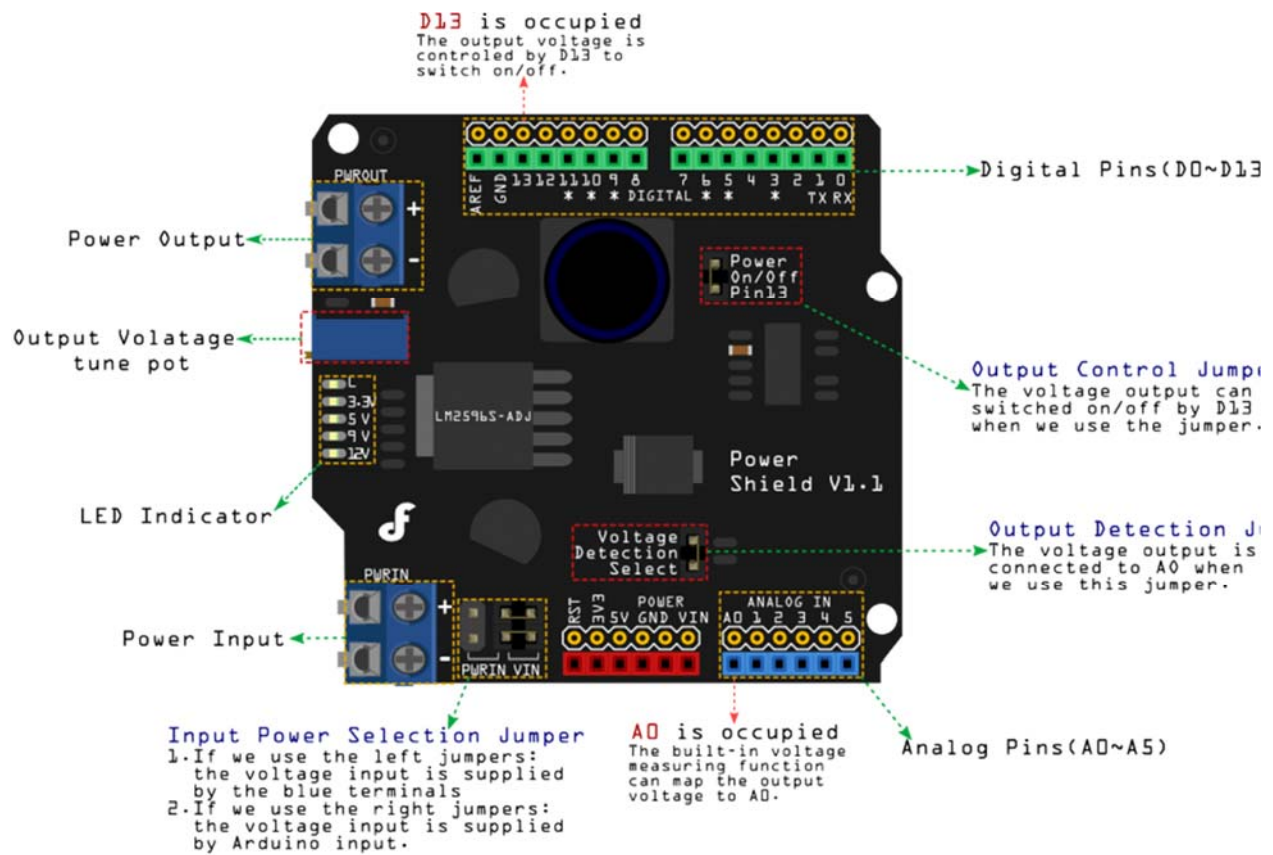 D13 is occupied
The output voltage is
controled by D13 to
switch on/off.
PWROUT
+
-
AREF GND 13 12 11 10 9 8
* * * DIGITAL * * *
7 6 5 4 3 2 1 0
TX RX
Digital Pins(D0~D13
Power Output
Power
On/Off
Pin13
Output Volatage
tune pot
L
3.3V
5V
9V
12V
LM2596S-ADJ
Output Control Jumpe
The voltage output can
switched on/off by D13
when we use the jumper.
Power
Shield V1.1
LED Indicator
Voltage
Detection
Select
Output Detection J
The voltage output is
connected to A0 when
we use this jumper.
PWRIN
+
-
Power Input
PWRIN VIN
POWER
RST 3V3 5V GND VIN
ANALOG IN
A0 1 2 3 4 5
Input Power Selection Jumper
1.If we use the left jumpers:
the voltage input is supplied
by the blue terminals
2.If we use the right jumpers:
the voltage input is supplied
by Arduino input.
A0 is occupied
The built-in voltage
measuring function
can map the output
voltage to A0.
Analog Pins(A0~A5)